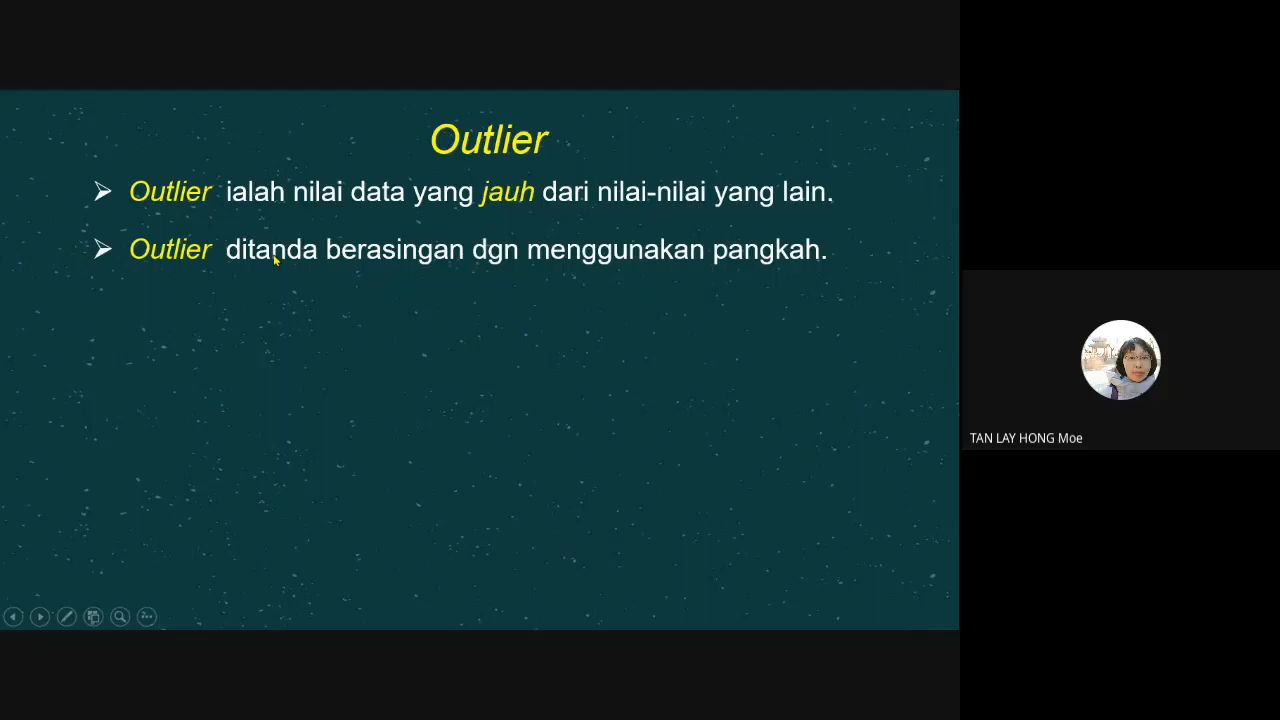 Outlier
➢ Outlier ialah nilai data yang jauh dari nilai-nilai yang lain.
➢ Outlier ditanda berasingan dgn menggunakan pangkah.
TAN LAY HONG Moe